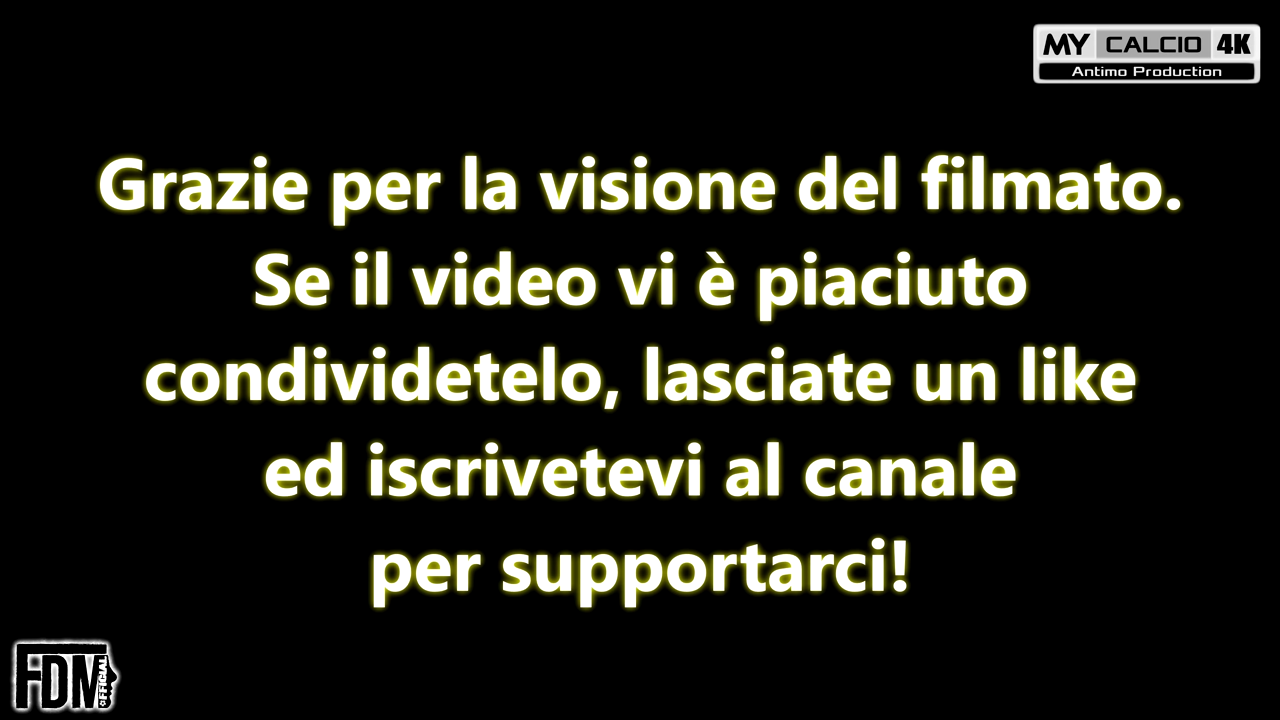 MY CALCIO 4K
Antimo Production
Grazie per la visione del filmato.
Se il video vi è piaciuto
condividetelo, lasciate un like
ed iscrivetevi al canale
per supportarci!
FDM
OFFICIAL